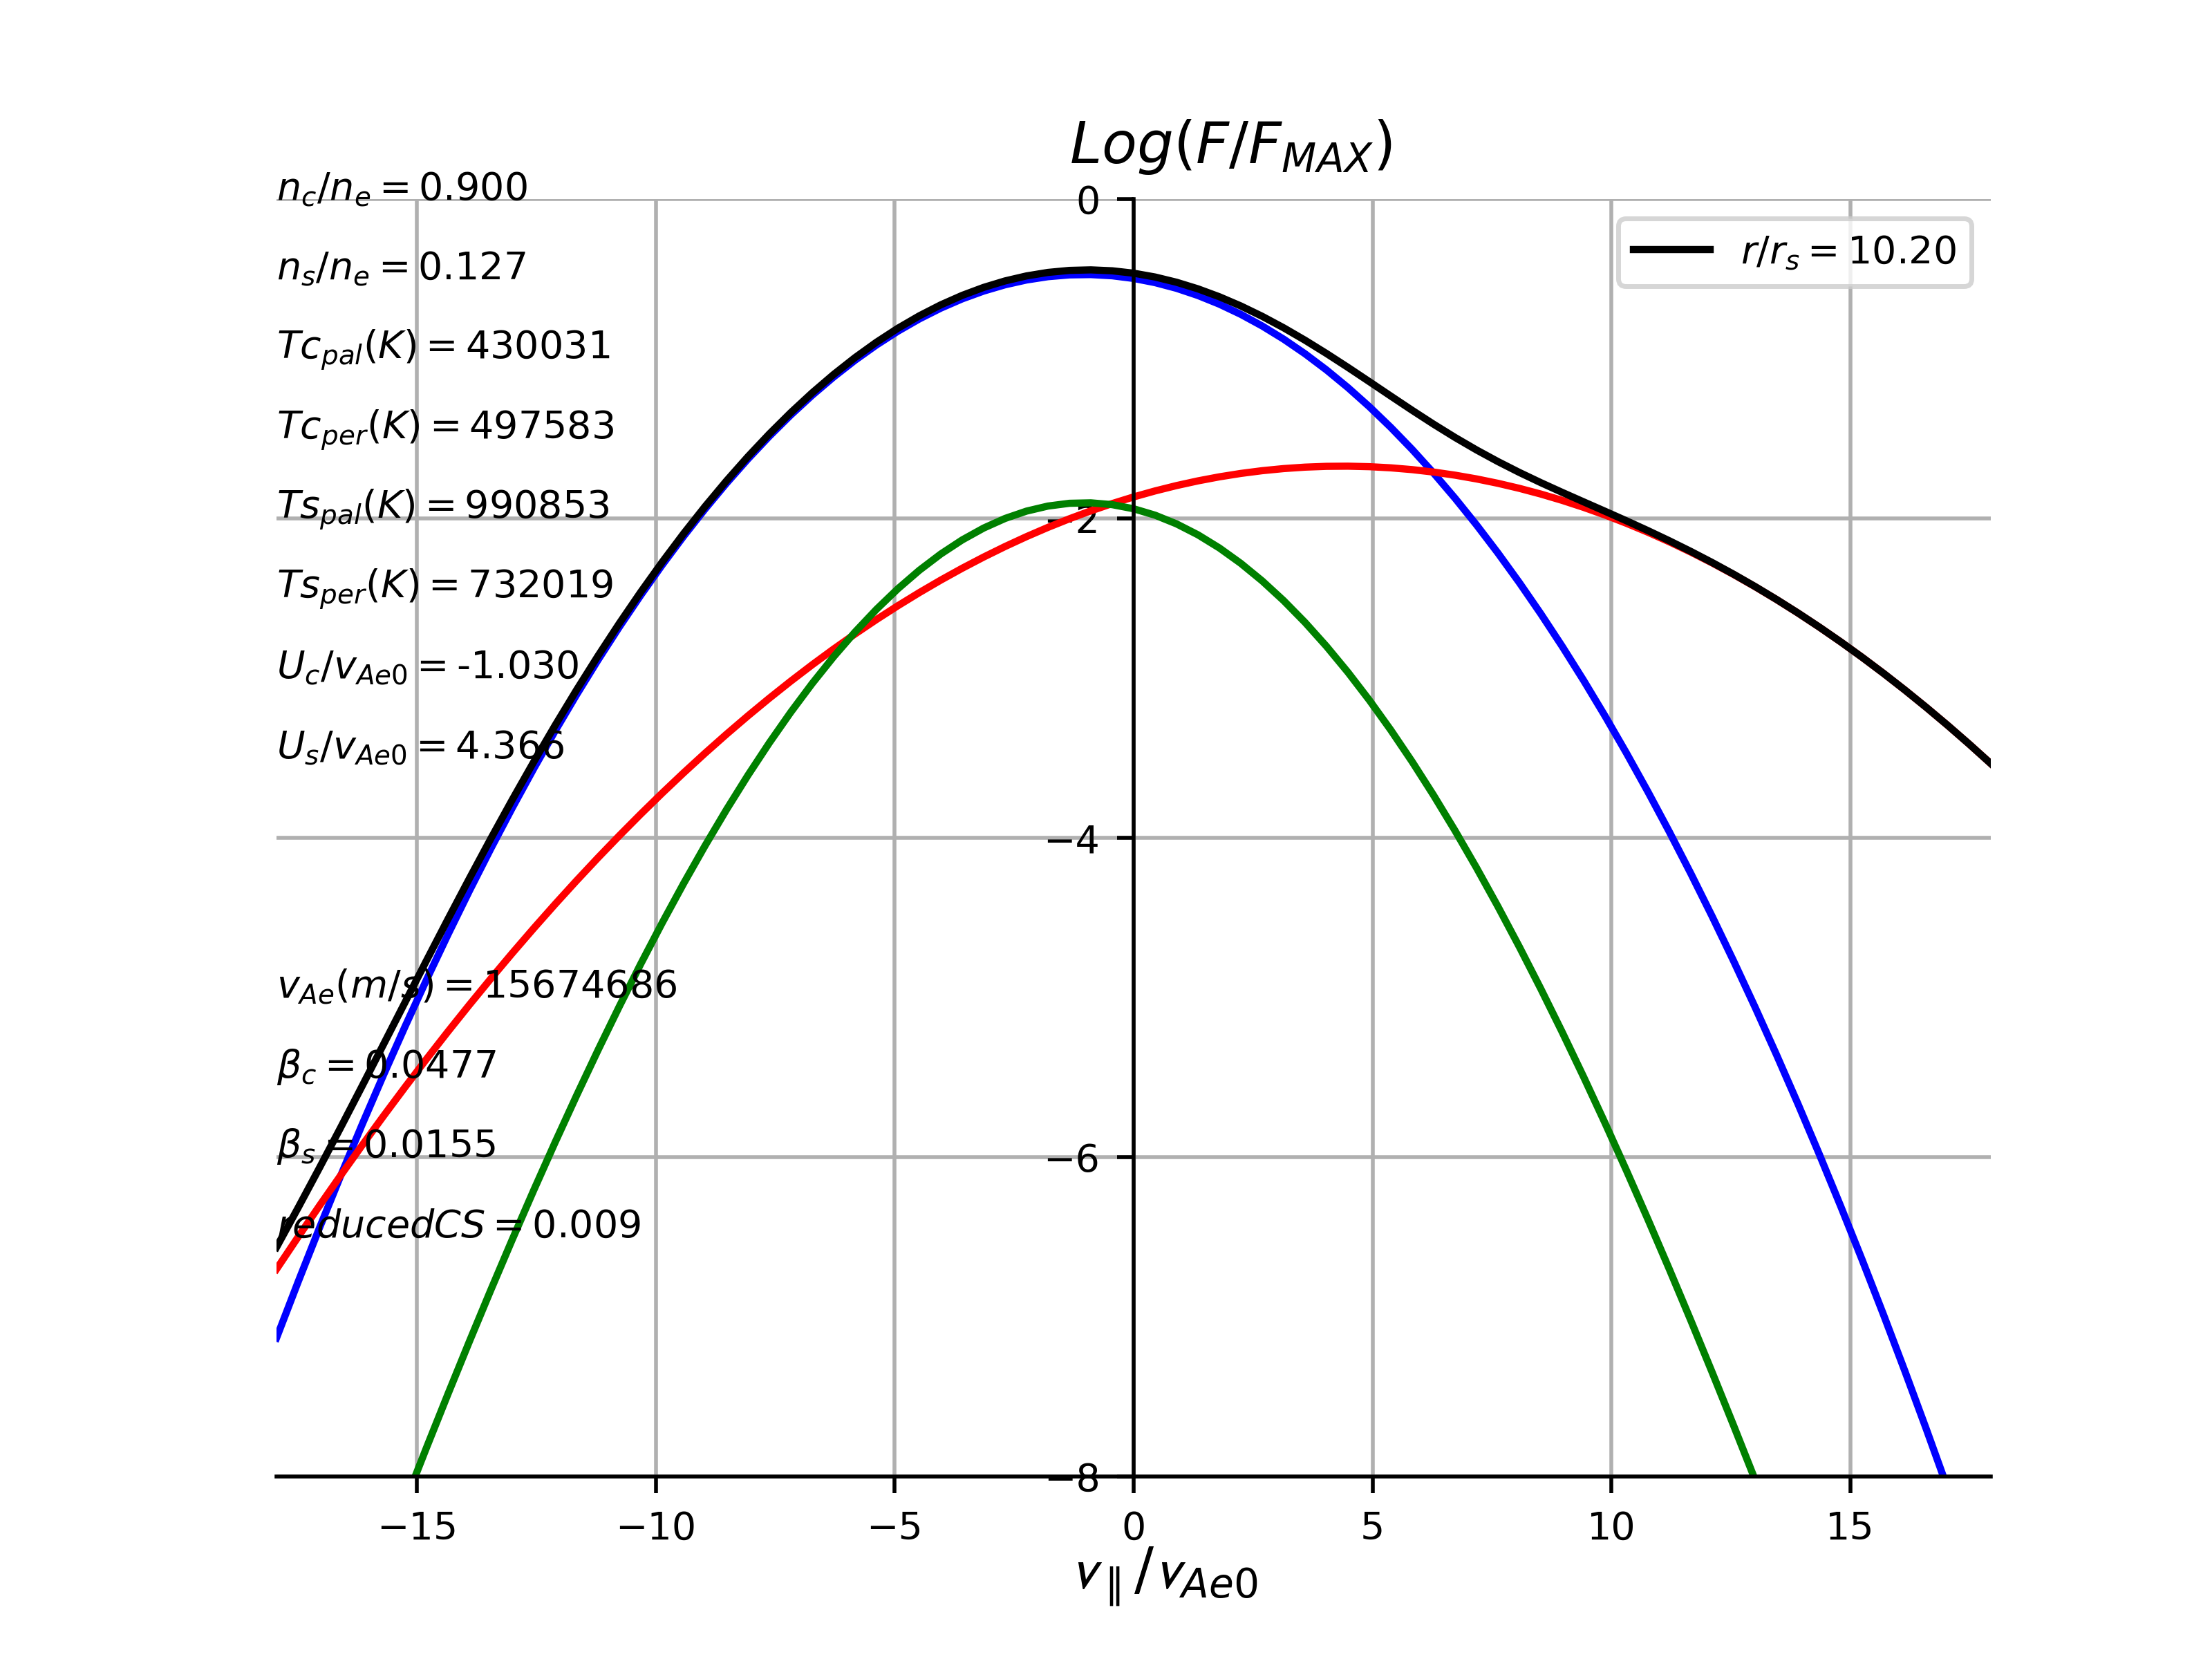 Log(F/F_MAX)
n_c/n_e = 0.900
0
r/r_s = 10.20
n_s/n_e = 0.127
Tc_pal(K) = 430031
Tc_per(K) = 497583
Ts_pal(K) = 990853
−2
Ts_per(K) = 732019
U_c/v_Ae0 = -1.030
U_s/v_Ae0 = 4.366
−4
v_Ae(m/s) = 15674686
β_c = 0.0477
β_s = 0.0155
−6
reducedCS = 0.009
−8
−15 −10 −5 0 5 10 15
v_∥/v_Ae0